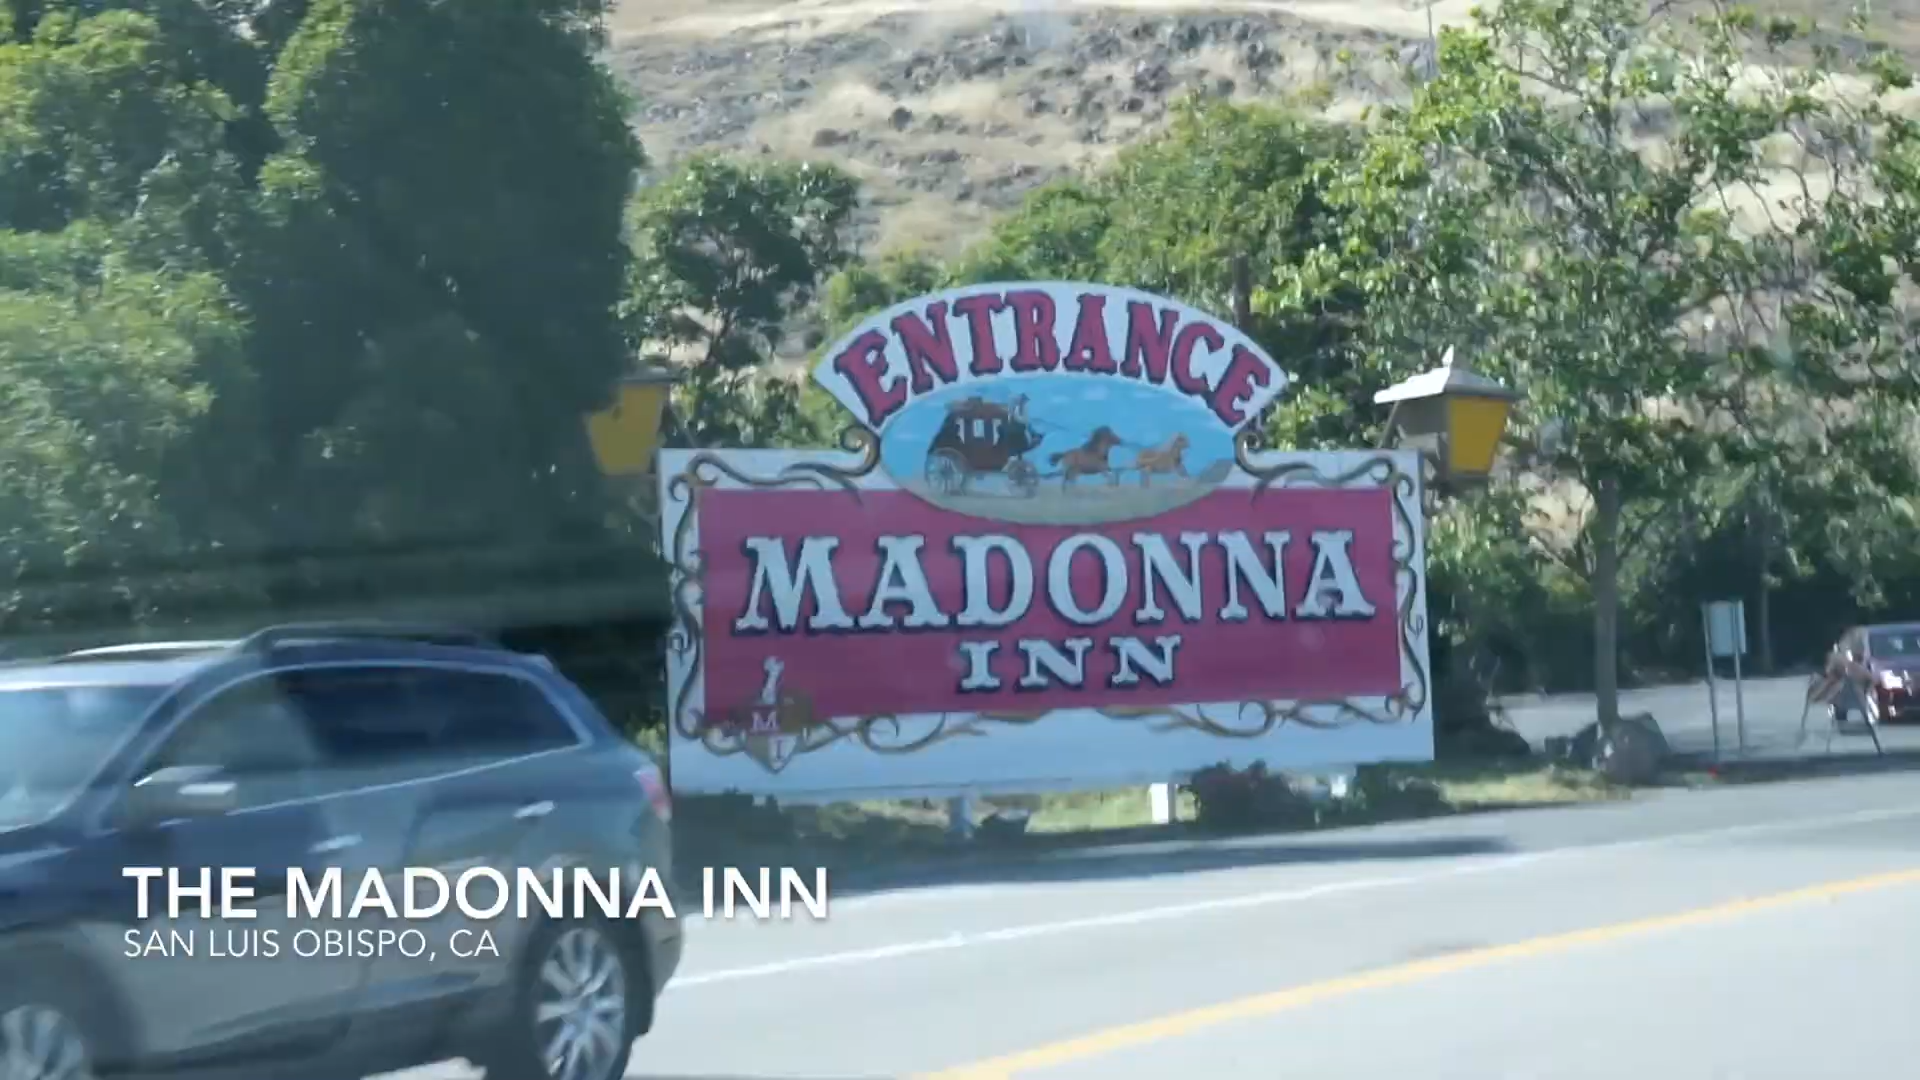 ENTRANCE
MADONNA
INN
M
I
THE MADONNA INN
SAN LUIS OBISPO, CA